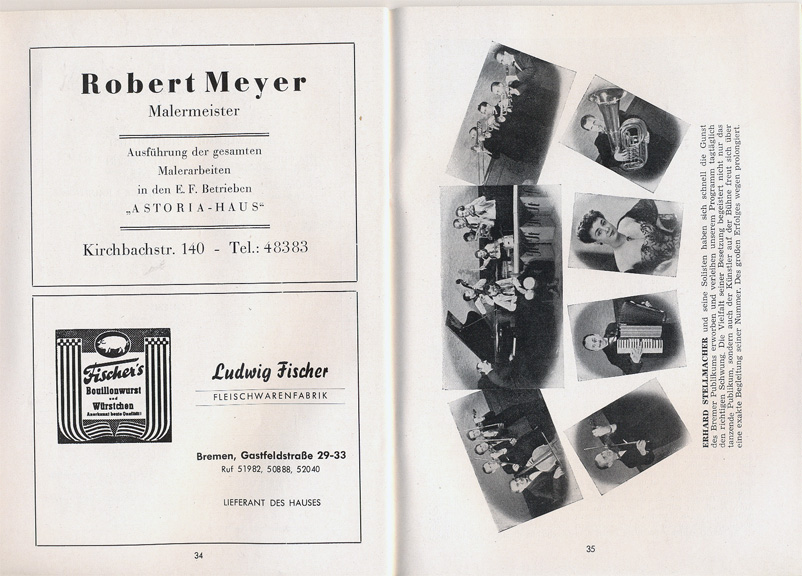 Robert Meyer
Malermeister
Ausführung der gesamten
Malerarbeiten
in den E. F. Betrieben
„ASTORIA-HAUS“
Kirchbachstr. 140 - Tel.: 48383
Fischer's
Bouillonwurst
und
Würstchen
Anerkannt beste Qualität!
Ludwig Fischer
FLEISCHWARENFABRIK
Bremen, Gastfeldstraße 29-33
Ruf 51982, 50888, 52040
LIEFERANT DES HAUSES
34
ERHARD STELLMACHER und seine Solisten haben sich schnell die Gunst
des Bremer Publikums erworben und verleihen unserem Programm tagtäglich
den richtigen Schwung. Die Vielfalt seiner Besetzung begeistert nicht nur das
tanzende Publikum, sondern auch der Künstler auf der Bühne freut sich über
eine exakte Begleitung seiner Nummer. Des großen Erfolges wegen prolongiert.
35